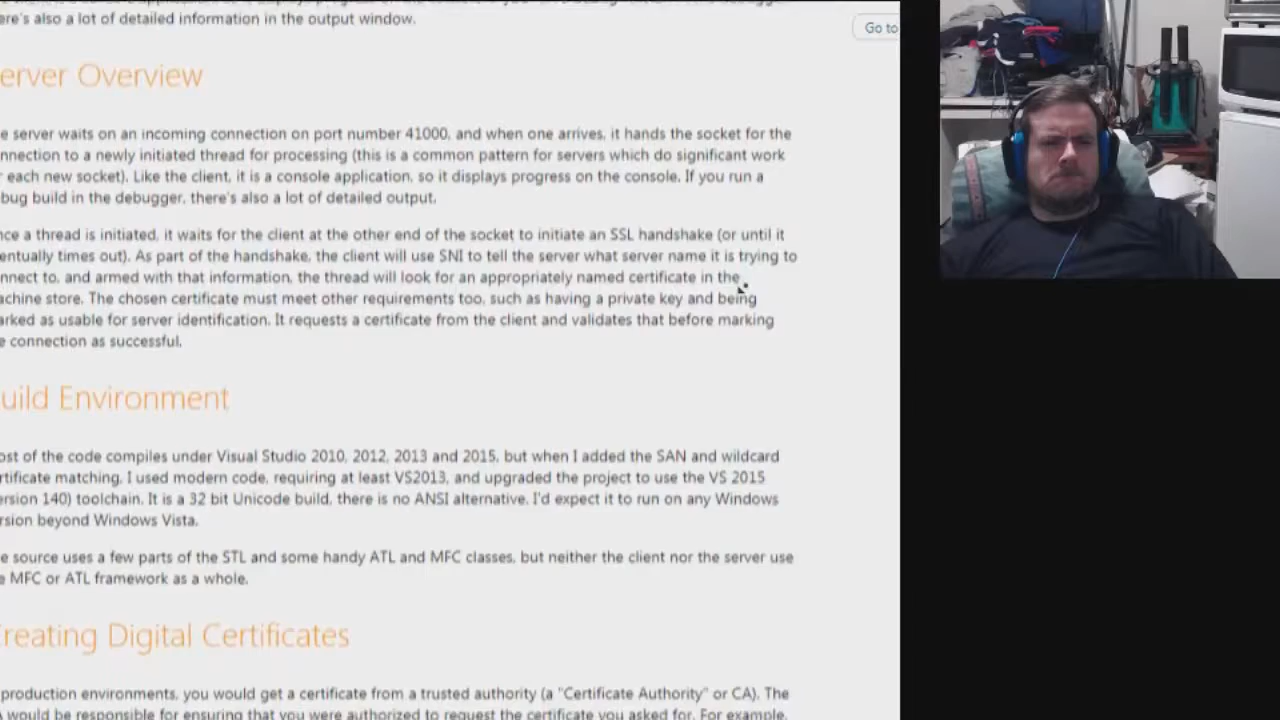 ere's also a lot of detailed information in the output window.
Go to
erver Overview
e server waits on an incoming connection on port number 41000, and when one arrives, it hands the socket for the
nnection to a newly initiated thread for processing (this is a common pattern for servers which do significant work
r each new socket). Like the client, it is a console application, so it displays progress on the console. If you run a
bug build in the debugger, there's also a lot of detailed output.
nce a thread is initiated, it waits for the client at the other end of the socket to initiate an SSL handshake (or until it
entually times out). As part of the handshake, the client will use SNI to tell the server what server name it is trying to
nnect to, and armed with that information, the thread will look for an appropriately named certificate in the
achine store. The chosen certificate must meet other requirements too, such as having a private key and being
arked as usable for server identification. It requests a certificate from the client and validates that before marking
e connection as successful.
uild Environment
ost of the code compiles under Visual Studio 2010, 2012, 2013 and 2015, but when I added the SAN and wildcard
rtificate matching, I used modern code, requiring at least VS2013, and upgraded the project to use the VS 2015
ersion 140) toolchain. It is a 32 bit Unicode build, there is no ANSI alternative. I'd expect it to run on any Windows
rsion beyond Windows Vista.
e source uses a few parts of the STL and some handy ATL and MFC classes, but neither the client nor the server use
e MFC or ATL framework as a whole.
reating Digital Certificates
production environments, you would get a certificate from a trusted authority (a "Certificate Authority" or CA). The
A would be responsible for ensuring that you were authorized to request the certificate you asked for. For example,